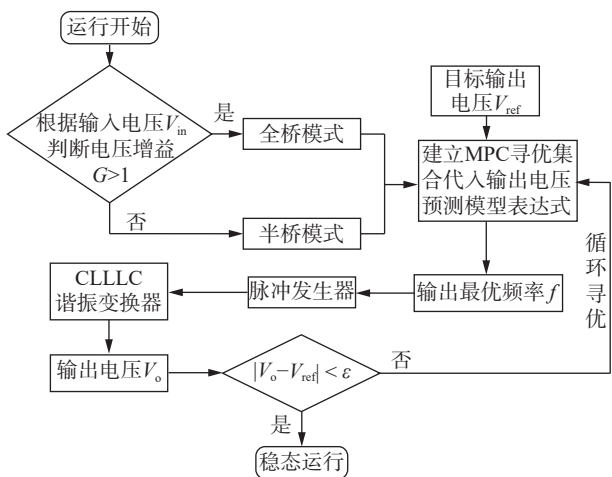 运行开始
根据输入电压Vin
判断电压增益
G>1
是
否
全桥模式
半桥模式
目标输出
电压Vref
建立MPC寻优集
合代入输出电压
预测模型表达式
输出最优频率f
脉冲发生器
CLLLC
谐振变换器
输出电压Vo
|Vo−Vref|<ε
否
循环寻优
是
稳态运行